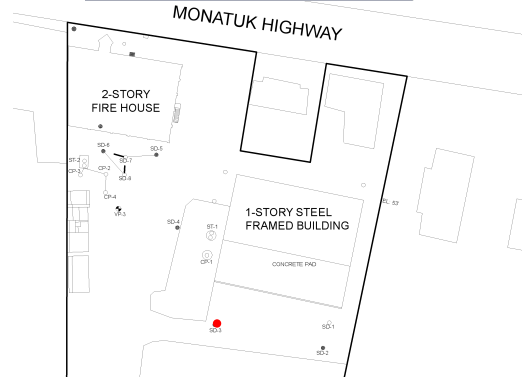 MONATUK HIGHWAY
2-STORY
FIRE HOUSE
SD-6
SD-5
SD-7
ST-2
CP-3
CP-2
SD-8
CP-4
VP-3
EL. 53'
1-STORY STEEL
FRAMED BUILDING
SD-4
ST-1
CP-1
CONCRETE PAD
SD-3
SD-1
SD-2